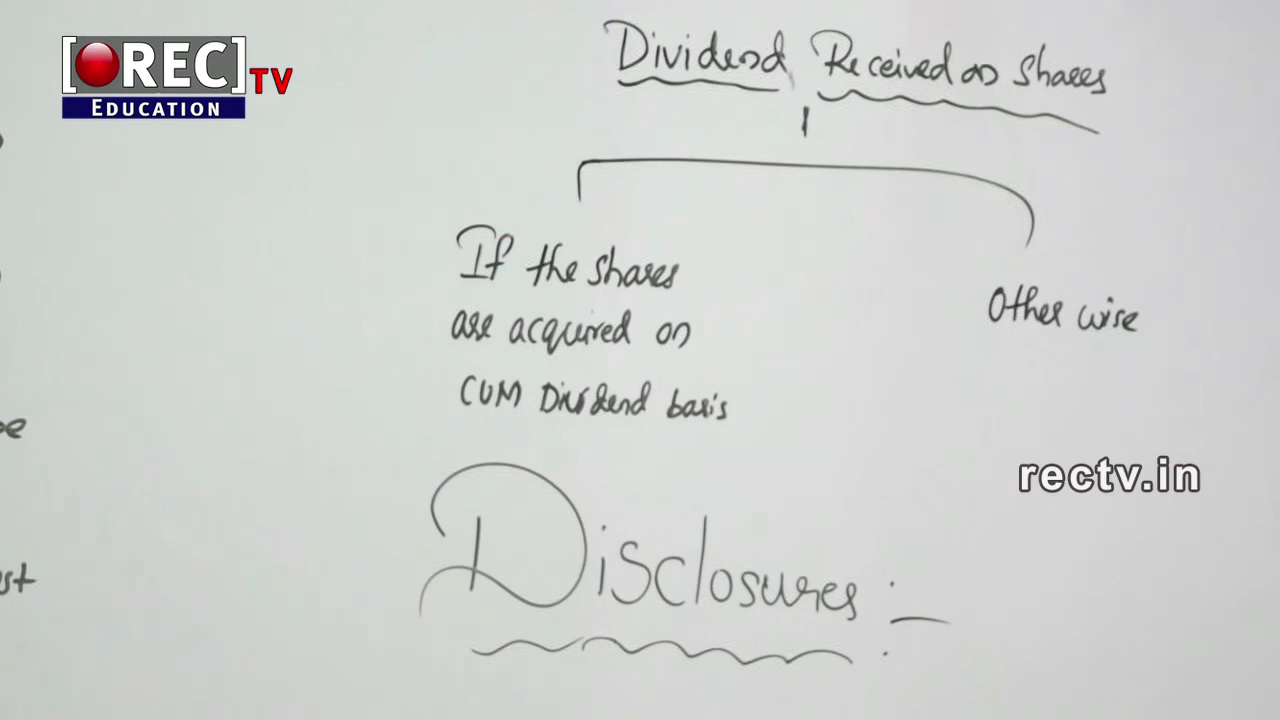 [REC] TV
EDUCATION
Dividend Received on shares
If the shares
are acquired on
CUM Dividend basis
Other wise
rectv.in
Disclosures :-